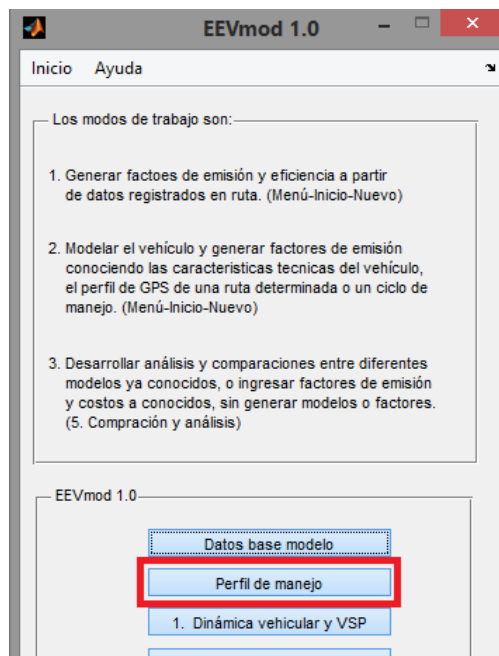 EEVmod 1.0
Inicio Ayuda
Los modos de trabajo son:
1. Generar factoes de emisión y eficiencia a partir
de datos registrados en ruta. (Menú-Inicio-Nuevo)
2. Modelar el vehículo y generar factores de emisión
conociendo las caracteristicas tecnicas del vehículo,
el perfil de GPS de una ruta determinada o un ciclo de
manejo. (Menú-Inicio-Nuevo)
3. Desarrollar análisis y comparaciones entre diferentes
modelos ya conocidos, o ingresar factores de emisión
y costos a conocidos, sin generar modelos o factores.
(5. Compración y análisis)
EEVmod 1.0
Datos base modelo
Perfil de manejo
1. Dinámica vehicular y VSP